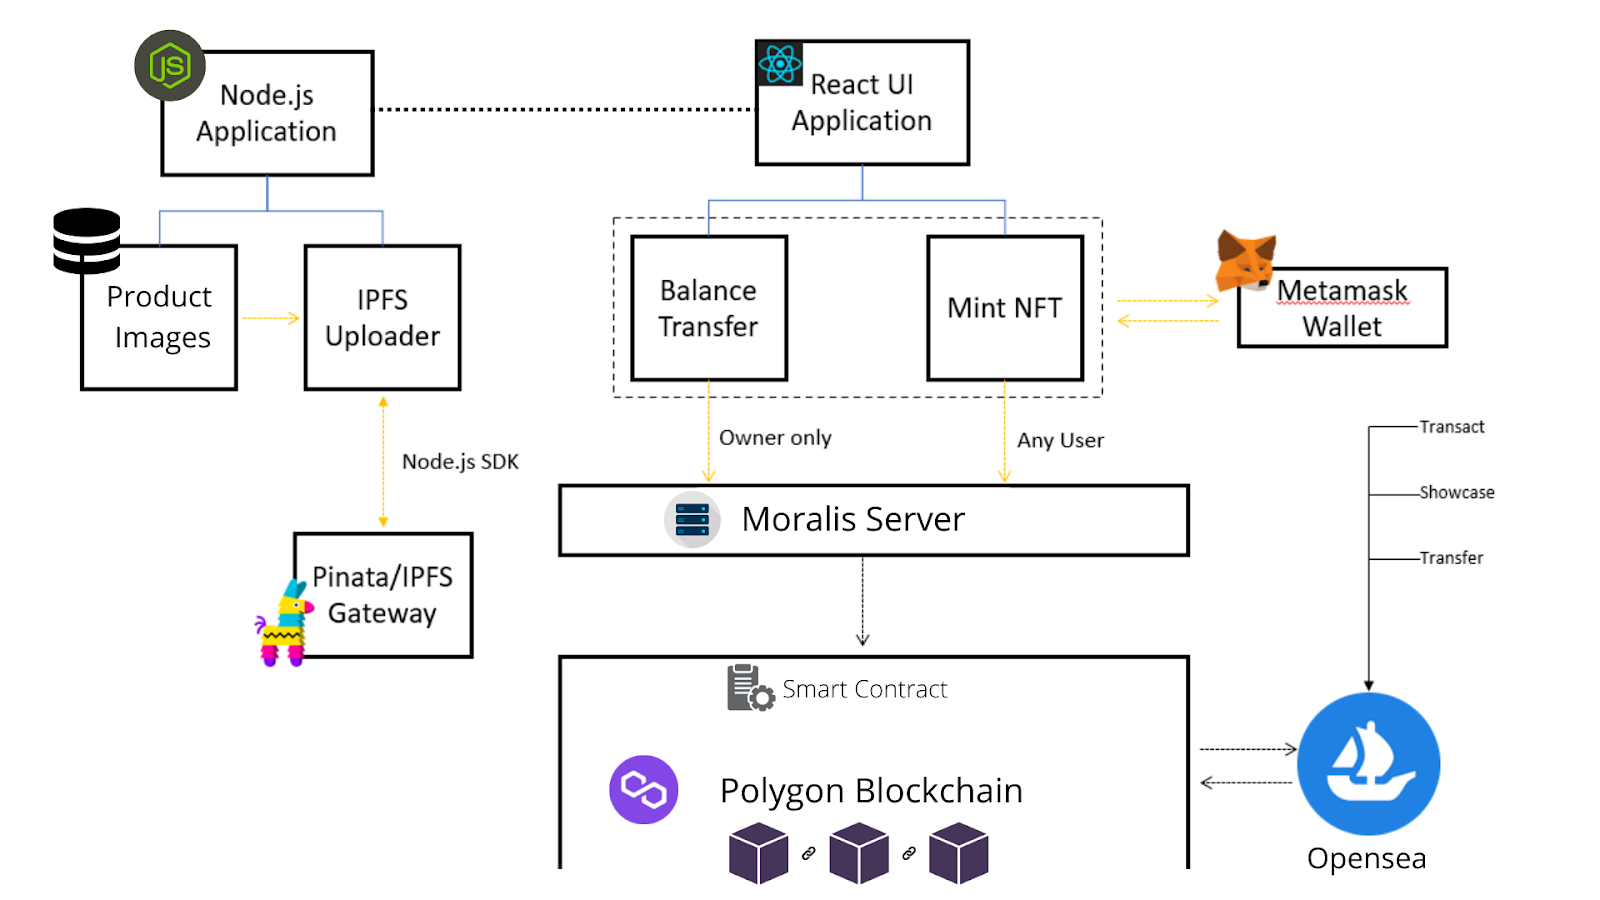 JS
Node.js
Application
React UI
Application
Product
Images
IPFS
Uploader
Balance
Transfer
Mint NFT
Metamask
Wallet
Owner only
Any User
Node.js SDK
Transact
Showcase
Transfer
Moralis Server
Pinata/IPFS
Gateway
Smart Contract
Polygon Blockchain
Opensea